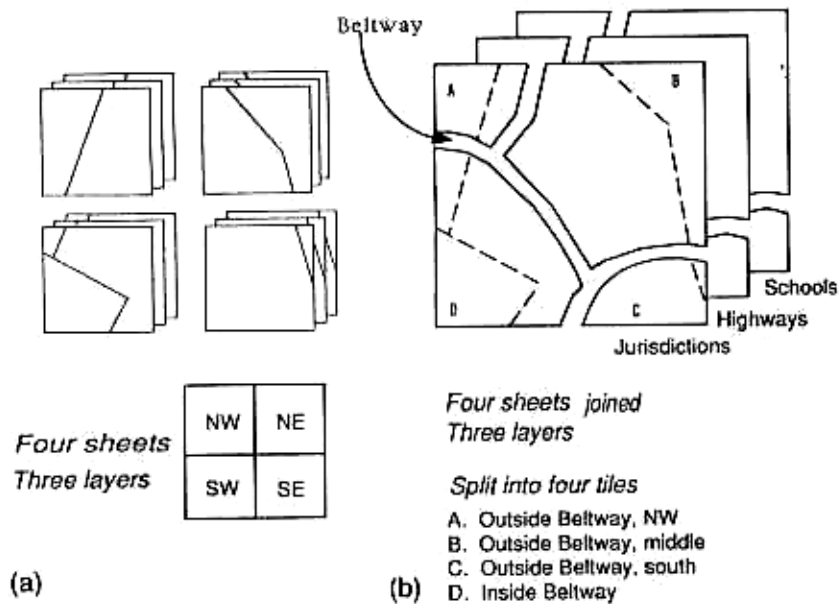 Beltway
A
B
D
C
Schools
Highways
Jurisdictions
NW NE
SW SE
Four sheets
Three layers
(a)
Four sheets joined
Three layers
Split into four tiles
A. Outside Beltway, NW
B. Outside Beltway, middle
C. Outside Beltway, south
D. Inside Beltway
(b)